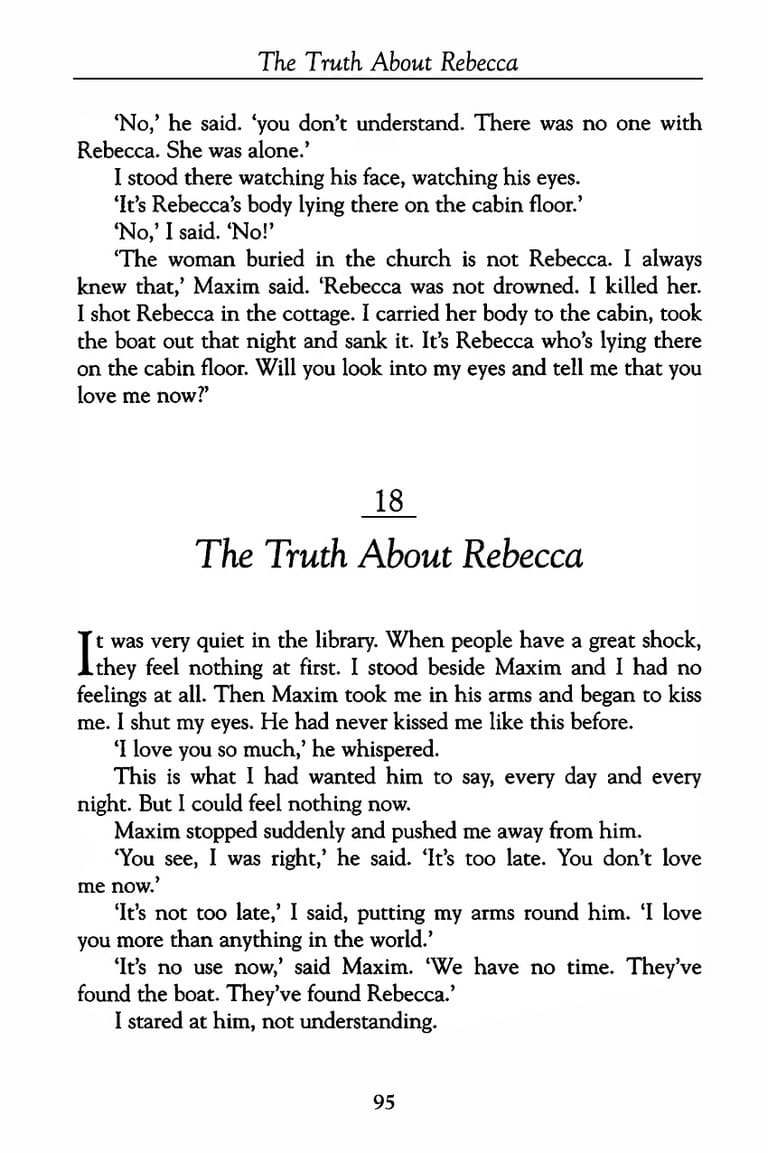 The Truth About Rebecca
‘No,’ he said. ‘you don’t understand. There was no one with
Rebecca. She was alone.’
I stood there watching his face, watching his eyes.
‘It’s Rebecca’s body lying there on the cabin floor.’
‘No,’ I said. ‘No!’
‘The woman buried in the church is not Rebecca. I always
knew that,’ Maxim said. ‘Rebecca was not drowned. I killed her.
I shot Rebecca in the cottage. I carried her body to the cabin, took
the boat out that night and sank it. It’s Rebecca who’s lying there
on the cabin floor. Will you look into my eyes and tell me that you
love me now?’
18
The Truth About Rebecca
It was very quiet in the library. When people have a great shock,
they feel nothing at first. I stood beside Maxim and I had no
feelings at all. Then Maxim took me in his arms and began to kiss
me. I shut my eyes. He had never kissed me like this before.
‘I love you so much,’ he whispered.
This is what I had wanted him to say, every day and every
night. But I could feel nothing now.
Maxim stopped suddenly and pushed me away from him.
‘You see, I was right,’ he said. ‘It’s too late. You don’t love
me now.’
‘It’s not too late,’ I said, putting my arms round him. ‘I love
you more than anything in the world.’
‘It’s no use now,’ said Maxim. ‘We have no time. They’ve
found the boat. They’ve found Rebecca.’
I stared at him, not understanding.
95